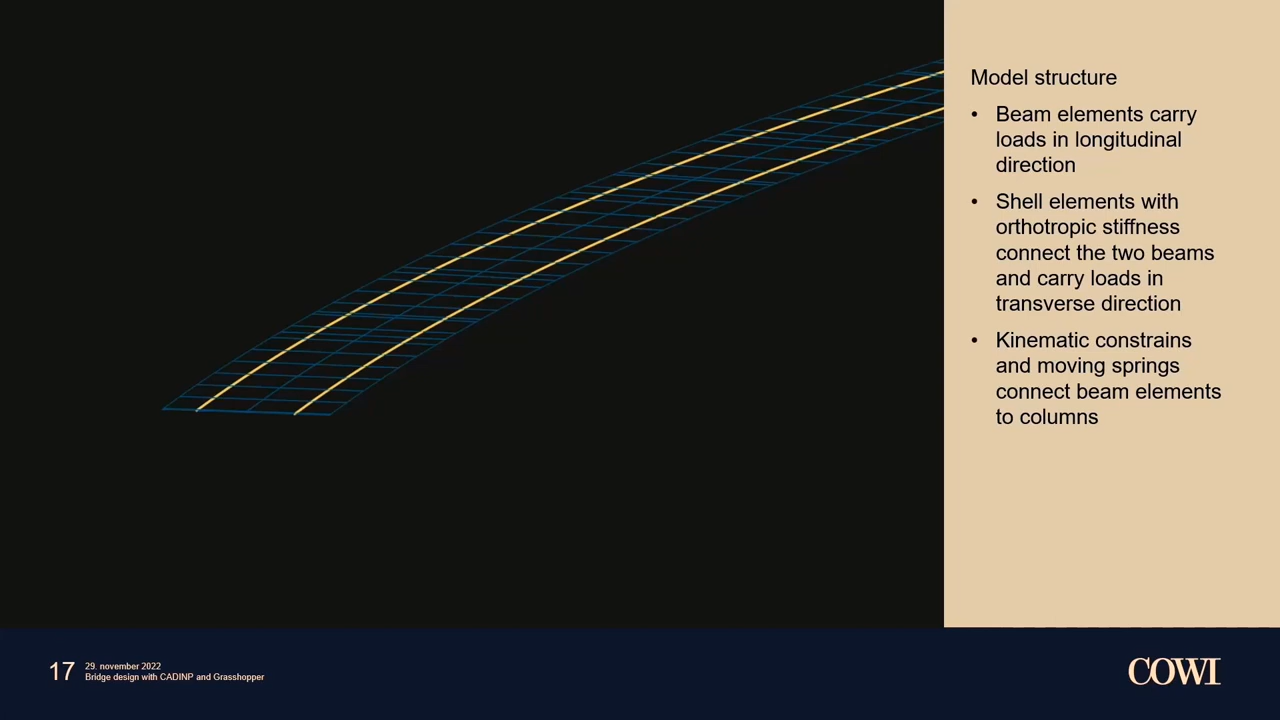 Model structure
• Beam elements carry
loads in longitudinal
direction
• Shell elements with
orthotropic stiffness
connect the two beams
and carry loads in
transverse direction
• Kinematic constrains
and moving springs
connect beam elements
to columns
17
29. november 2022
Bridge design with CADINP and Grasshopper
COWI